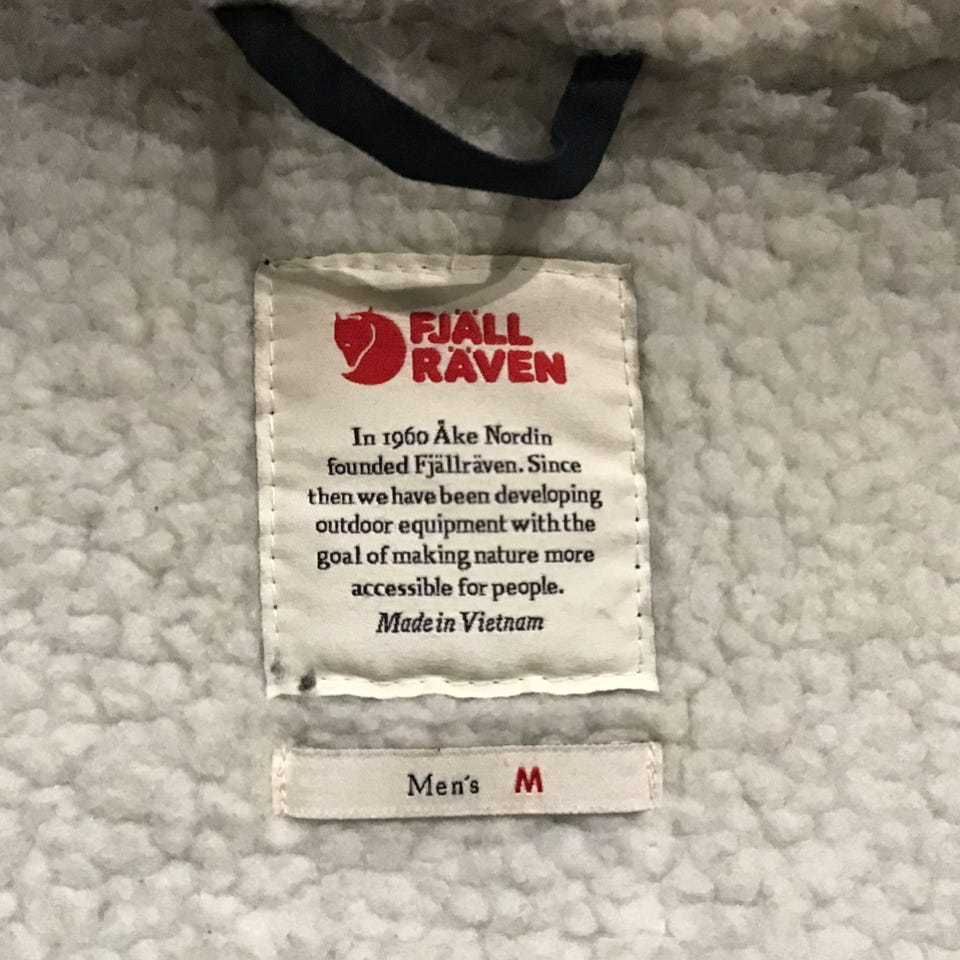 FJÄLL
RÄVEN
In 1960 Åke Nordin
founded Fjällräven. Since
then we have been developing
outdoor equipment with the
goal of making nature more
accessible for people.
Made in Vietnam
Men's M